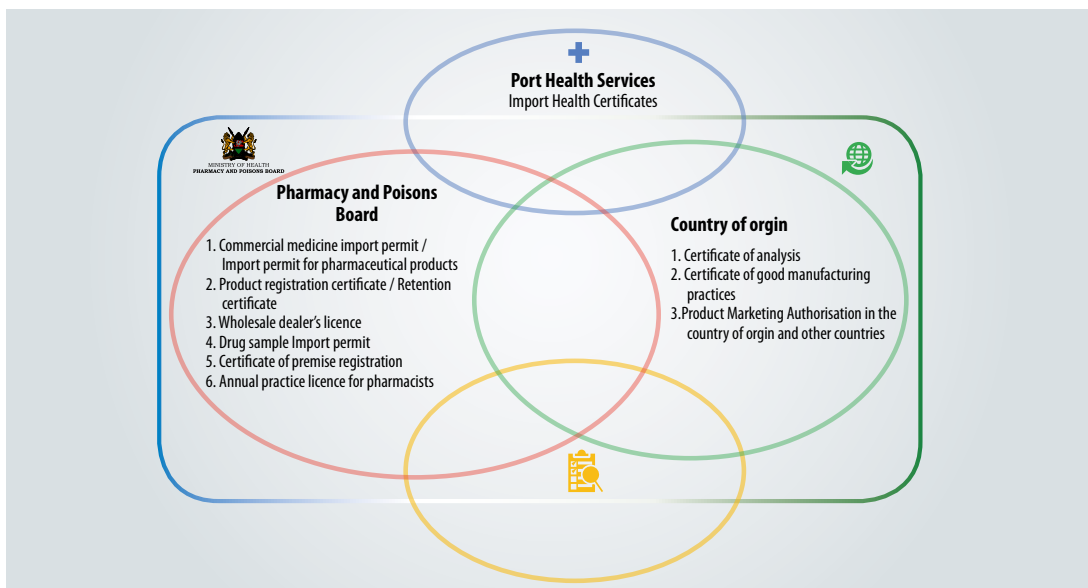 Port Health Services
Import Health Certificates
MINISTRY OF HEALTH
PHARMACY AND POISONS BOARD
Pharmacy and Poisons
Board
1. Commercial medicine import permit /
Import permit for pharmaceutical products
2. Product registration certificate / Retention
certificate
3. Wholesale dealer's licence
4. Drug sample Import permit
5. Certificate of premise registration
6. Annual practice licence for pharmacists
Country of orgin
1. Certificate of analysis
2. Certificate of good manufacturing
practices
3.Product Marketing Authorisation in the
country of orgin and other countries